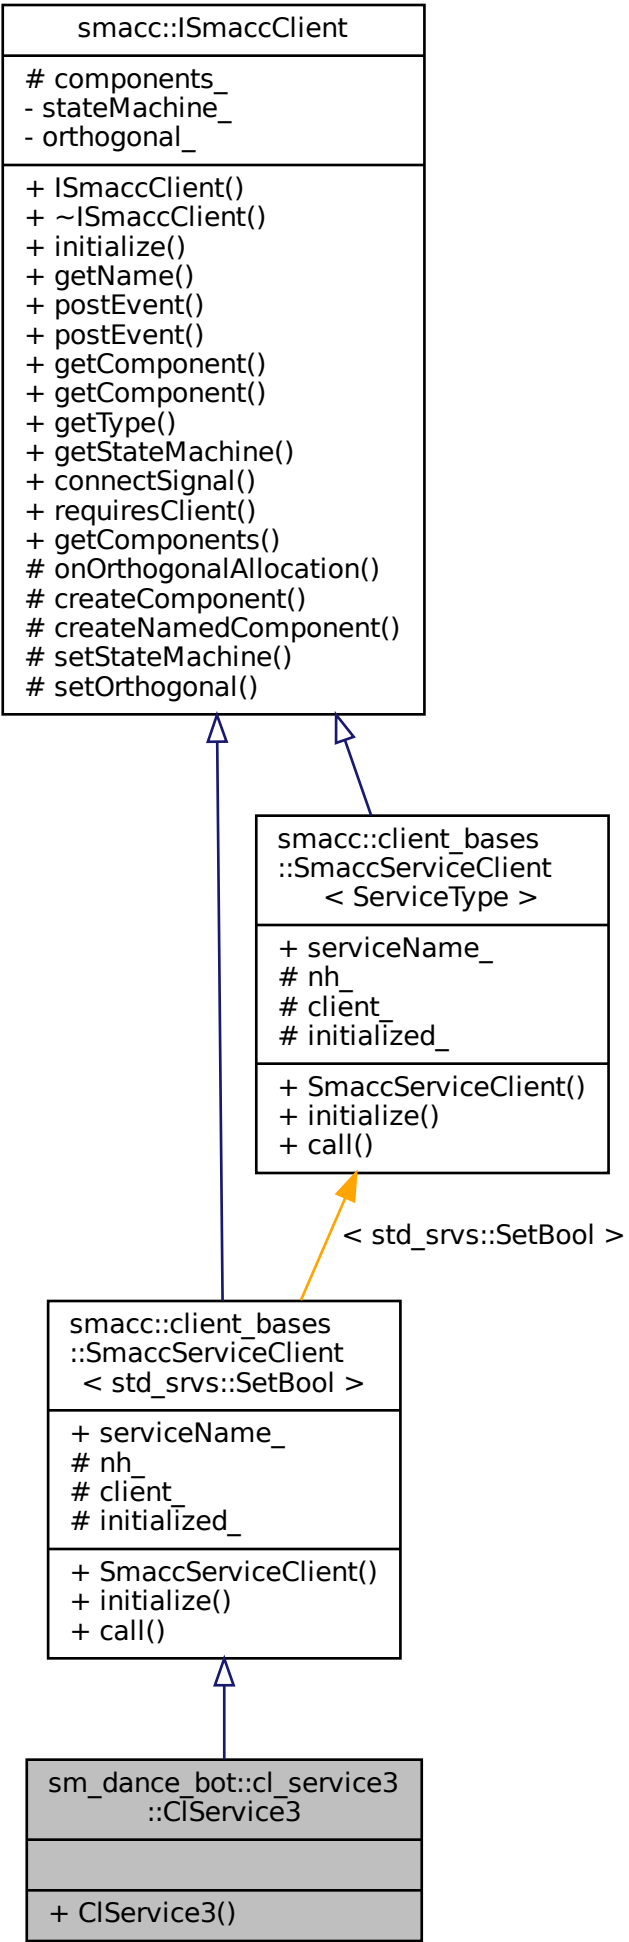 smacc::ISmaccClient
# components_
- stateMachine_
- orthogonal_
+ ISmaccClient()
+ ~ISmaccClient()
+ initialize()
+ getName()
+ postEvent()
+ postEvent()
+ getComponent()
+ getComponent()
+ getType()
+ getStateMachine()
+ connectSignal()
+ requiresClient()
+ getComponents()
# onOrthogonalAllocation()
# createComponent()
# createNamedComponent()
# setStateMachine()
# setOrthogonal()
smacc::client_bases
::SmaccServiceClient
< ServiceType >
+ serviceName_
# nh_
# client_
# initialized_
+ SmaccServiceClient()
+ initialize()
+ call()
< std_srvs::SetBool >
smacc::client_bases
::SmaccServiceClient
< std_srvs::SetBool >
+ serviceName_
# nh_
# client_
# initialized_
+ SmaccServiceClient()
+ initialize()
+ call()
sm_dance_bot::cl_service3
::ClService3
+ ClService3()